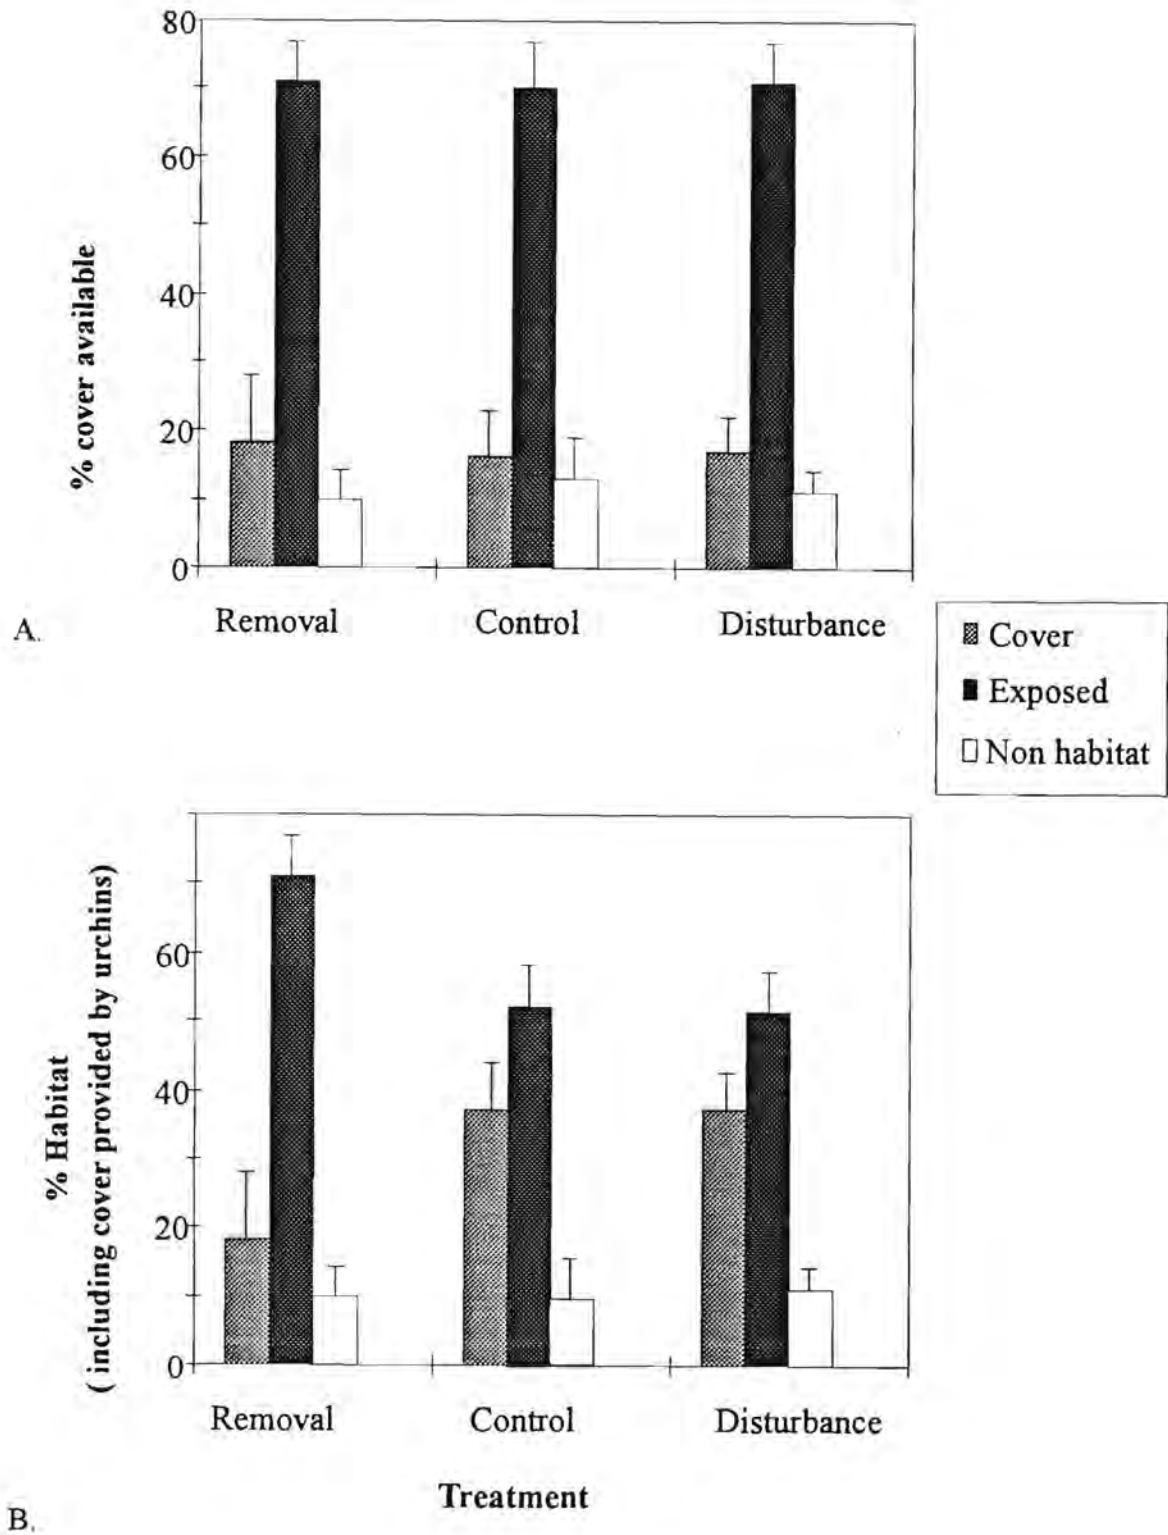 80
60
40
20
0
% cover available
Removal
Control
Disturbance
A.
Cover
Exposed
Non habitat
60
40
20
0
% Habitat
( including cover provided by urchins)
Removal
Control
Disturbance
Treatment
B.